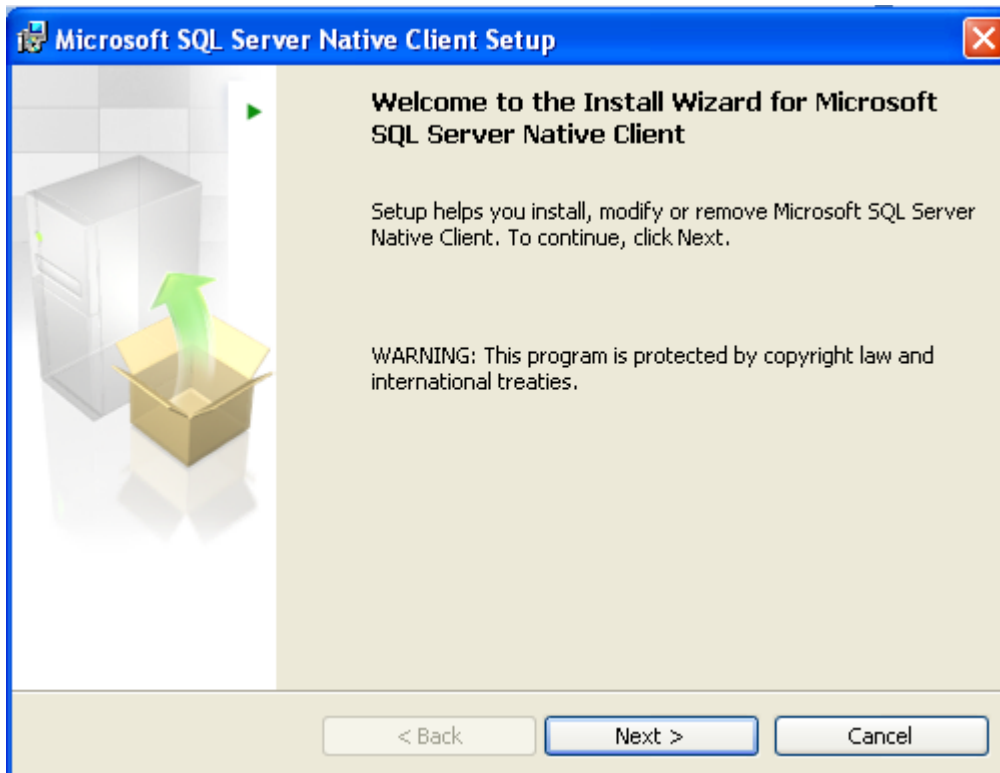 Microsoft SQL Server Native Client Setup
Welcome to the Install Wizard for Microsoft
SQL Server Native Client
Setup helps you install, modify or remove Microsoft SQL Server
Native Client. To continue, click Next.
WARNING: This program is protected by copyright law and
international treaties.
< Back
Next >
Cancel